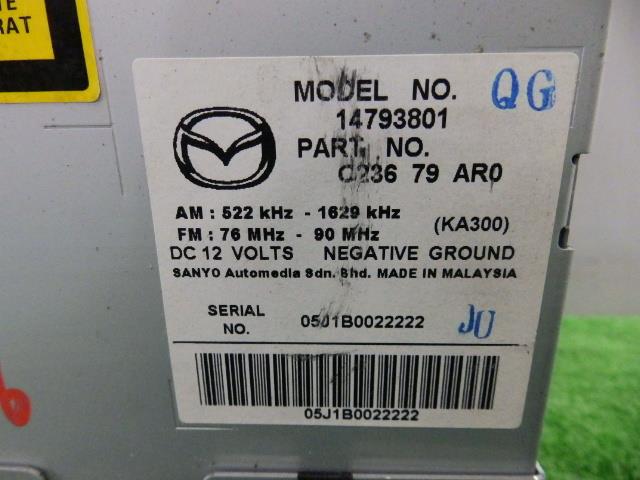 TE
RAT
MODEL NO. QG
14793801
PART. NO.
C236 79 AR0
AM : 522 kHz - 1629 kHz
FM : 76 MHz - 90 MHz (KA300)
DC 12 VOLTS NEGATIVE GROUND
SANYO Automedia Sdn. Bhd. MADE IN MALAYSIA
SERIAL NO. 05J1B0022222 JU
05J1B0022222